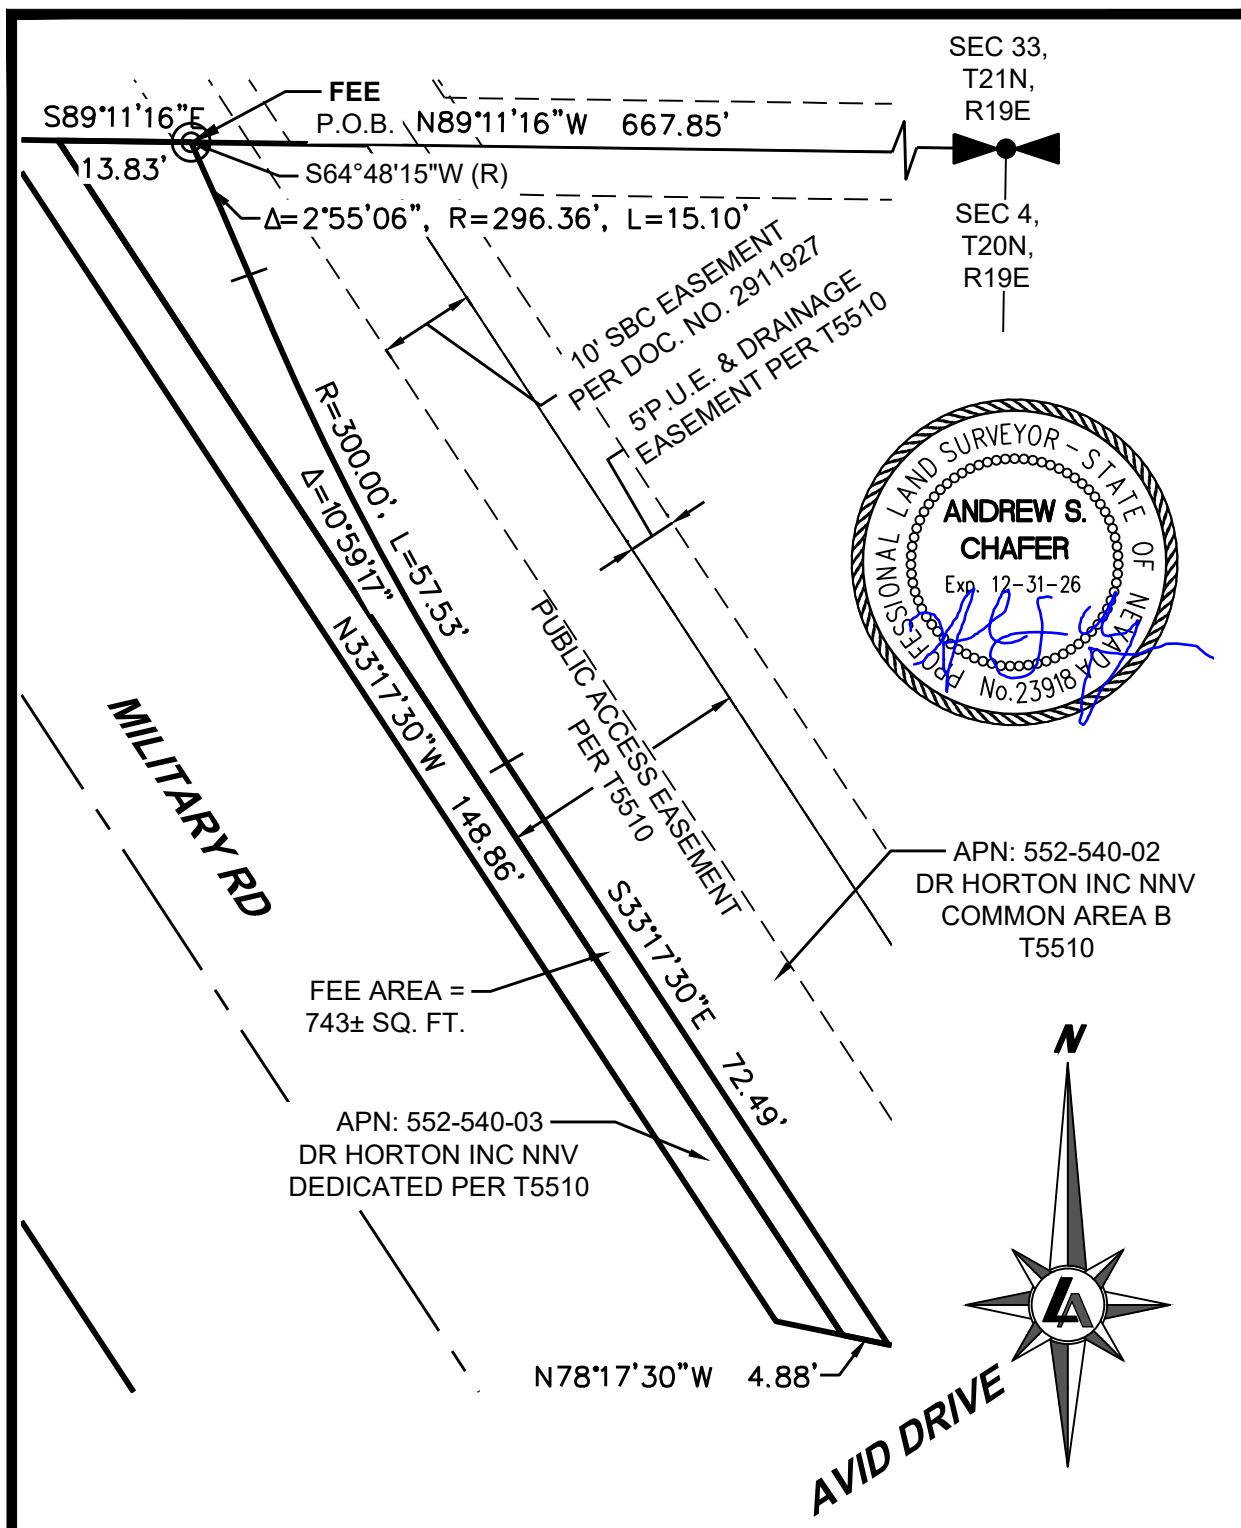 SEC 33,
T21N,
R19E
FEE
P.O.B.
S89°11'16"E
N89°11'16"W 667.85'
13.83'
S64°48'15"W (R)
Δ=2°55'06", R=296.36', L=15.10'
SEC 4,
T20N,
R19E
10' SBC EASEMENT
PER DOC. NO. 2911927
5'P.U.E. & DRAINAGE
EASEMENT PER T5510
R=300.00', L=57.53'
Δ=10°59'17"
N33°17'30"W 148.86'
PUBLIC ACCESS EASEMENT
PER T5510
PROFESSIONAL LAND SURVEYOR - STATE OF NEVADA
ANDREW S.
CHAFER
Exp. 12-31-26
No.23918
MILITARY RD
APN: 552-540-02
DR HORTON INC NNV
COMMON AREA B
T5510
S33°17'30"E 72.49'
FEE AREA =
743± SQ. FT.
N
APN: 552-540-03
DR HORTON INC NNV
DEDICATED PER T5510
LA
N78°17'30"W 4.88'
AVID DRIVE